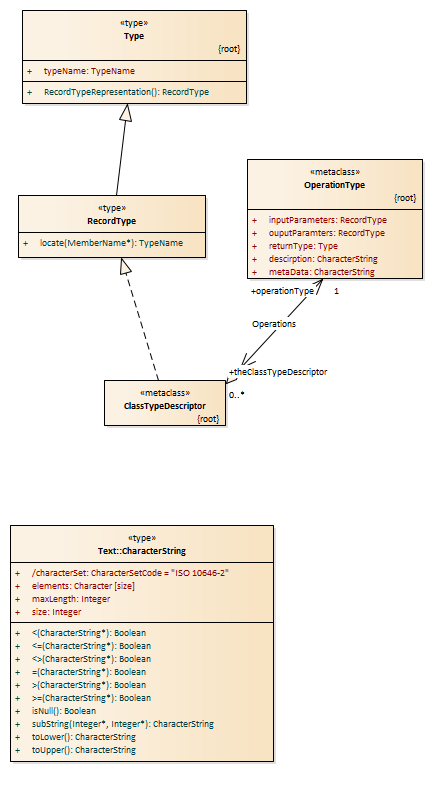 «type»
Type
{root}
+ typeName: TypeName
+ RecordTypeRepresentation(): RecordType
«metaclass»
OperationType
{root}
+ inputParameters: RecordType
+ ouputParamters: RecordType
+ returnType: Type
+ descirption: CharacterString
+ metaData: CharacterString
«type»
RecordType
+ locate(MemberName*): TypeName
+operationType 1
Operations
+theClassTypeDescriptor
0..*
«metaclass»
ClassTypeDescriptor
{root}
«type»
Text::CharacterString
+ /characterSet: CharacterSetCode = "ISO 10646-2"
+ elements: Character [size]
+ maxLength: Integer
+ size: Integer
+ <(CharacterString*): Boolean
+ <=(CharacterString*): Boolean
+ <>(CharacterString*): Boolean
+ =(CharacterString*): Boolean
+ >(CharacterString*): Boolean
+ >=(CharacterString*): Boolean
+ isNull(): Boolean
+ subString(Integer*, Integer*): CharacterString
+ toLower(): CharacterString
+ toUpper(): CharacterString